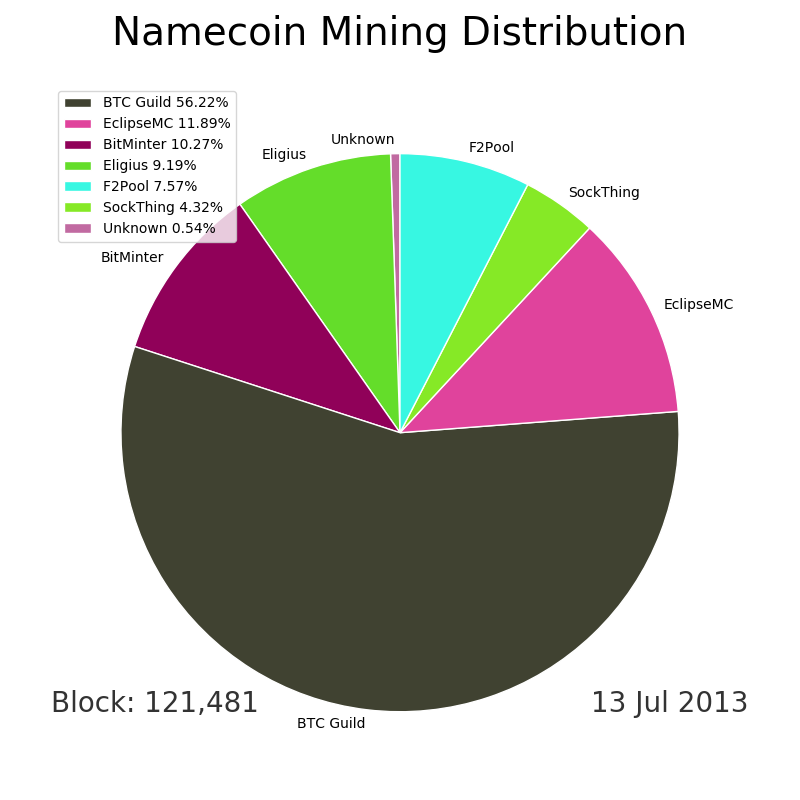 Namecoin Mining Distribution
BTC Guild 56.22%
EclipseMC 11.89%
BitMinter 10.27%
Eligius 9.19%
F2Pool 7.57%
SockThing 4.32%
Unknown 0.54%
Unknown
F2Pool
Eligius
SockThing
BitMinter
EclipseMC
Block: 121,481
13 Jul 2013
BTC Guild